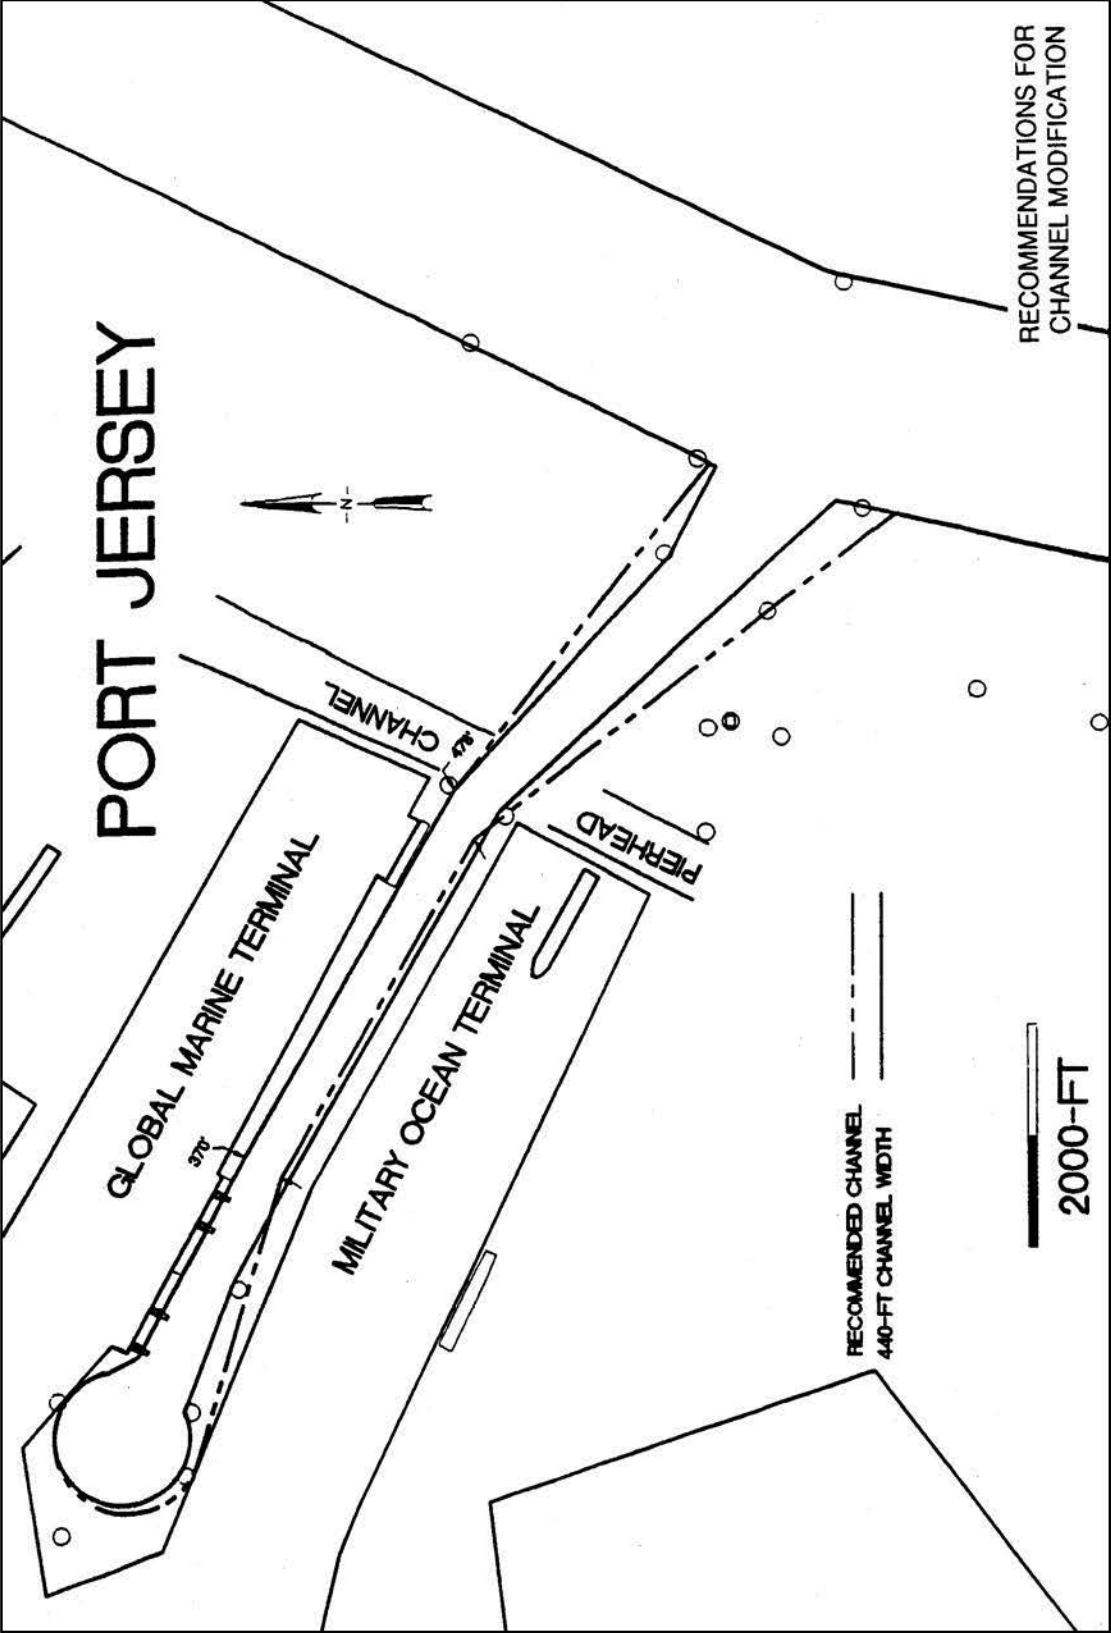 PORT JERSEY
-N-
CHANNEL
478'
GLOBAL MARINE TERMINAL
370'
PIERHEAD
MILITARY OCEAN TERMINAL
RECOMMENDED CHANNEL
440-FT CHANNEL WIDTH
2000-FT
RECOMMENDATIONS FOR
CHANNEL MODIFICATION